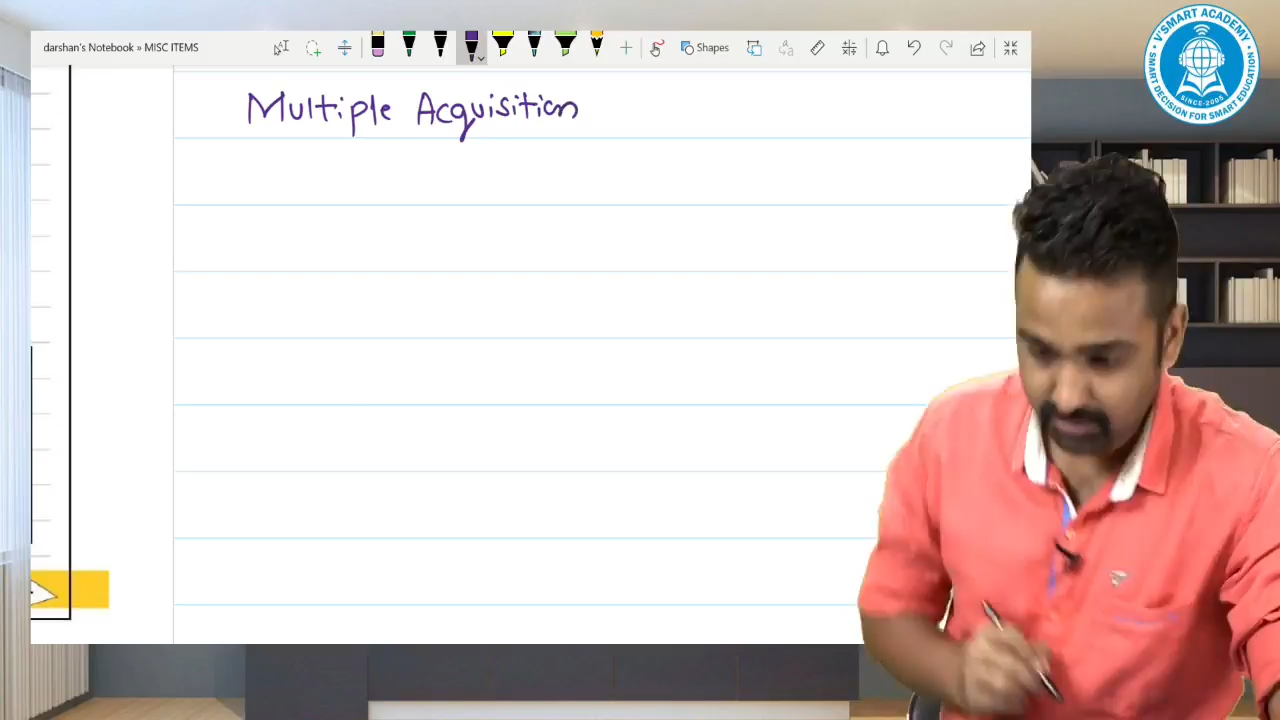 darshan's Notebook » MISC ITEMS
Shapes
Multiple Acquisition
V'SMART ACADEMY
SINCE-2005
SMART DECISION FOR SMART EDUCATION